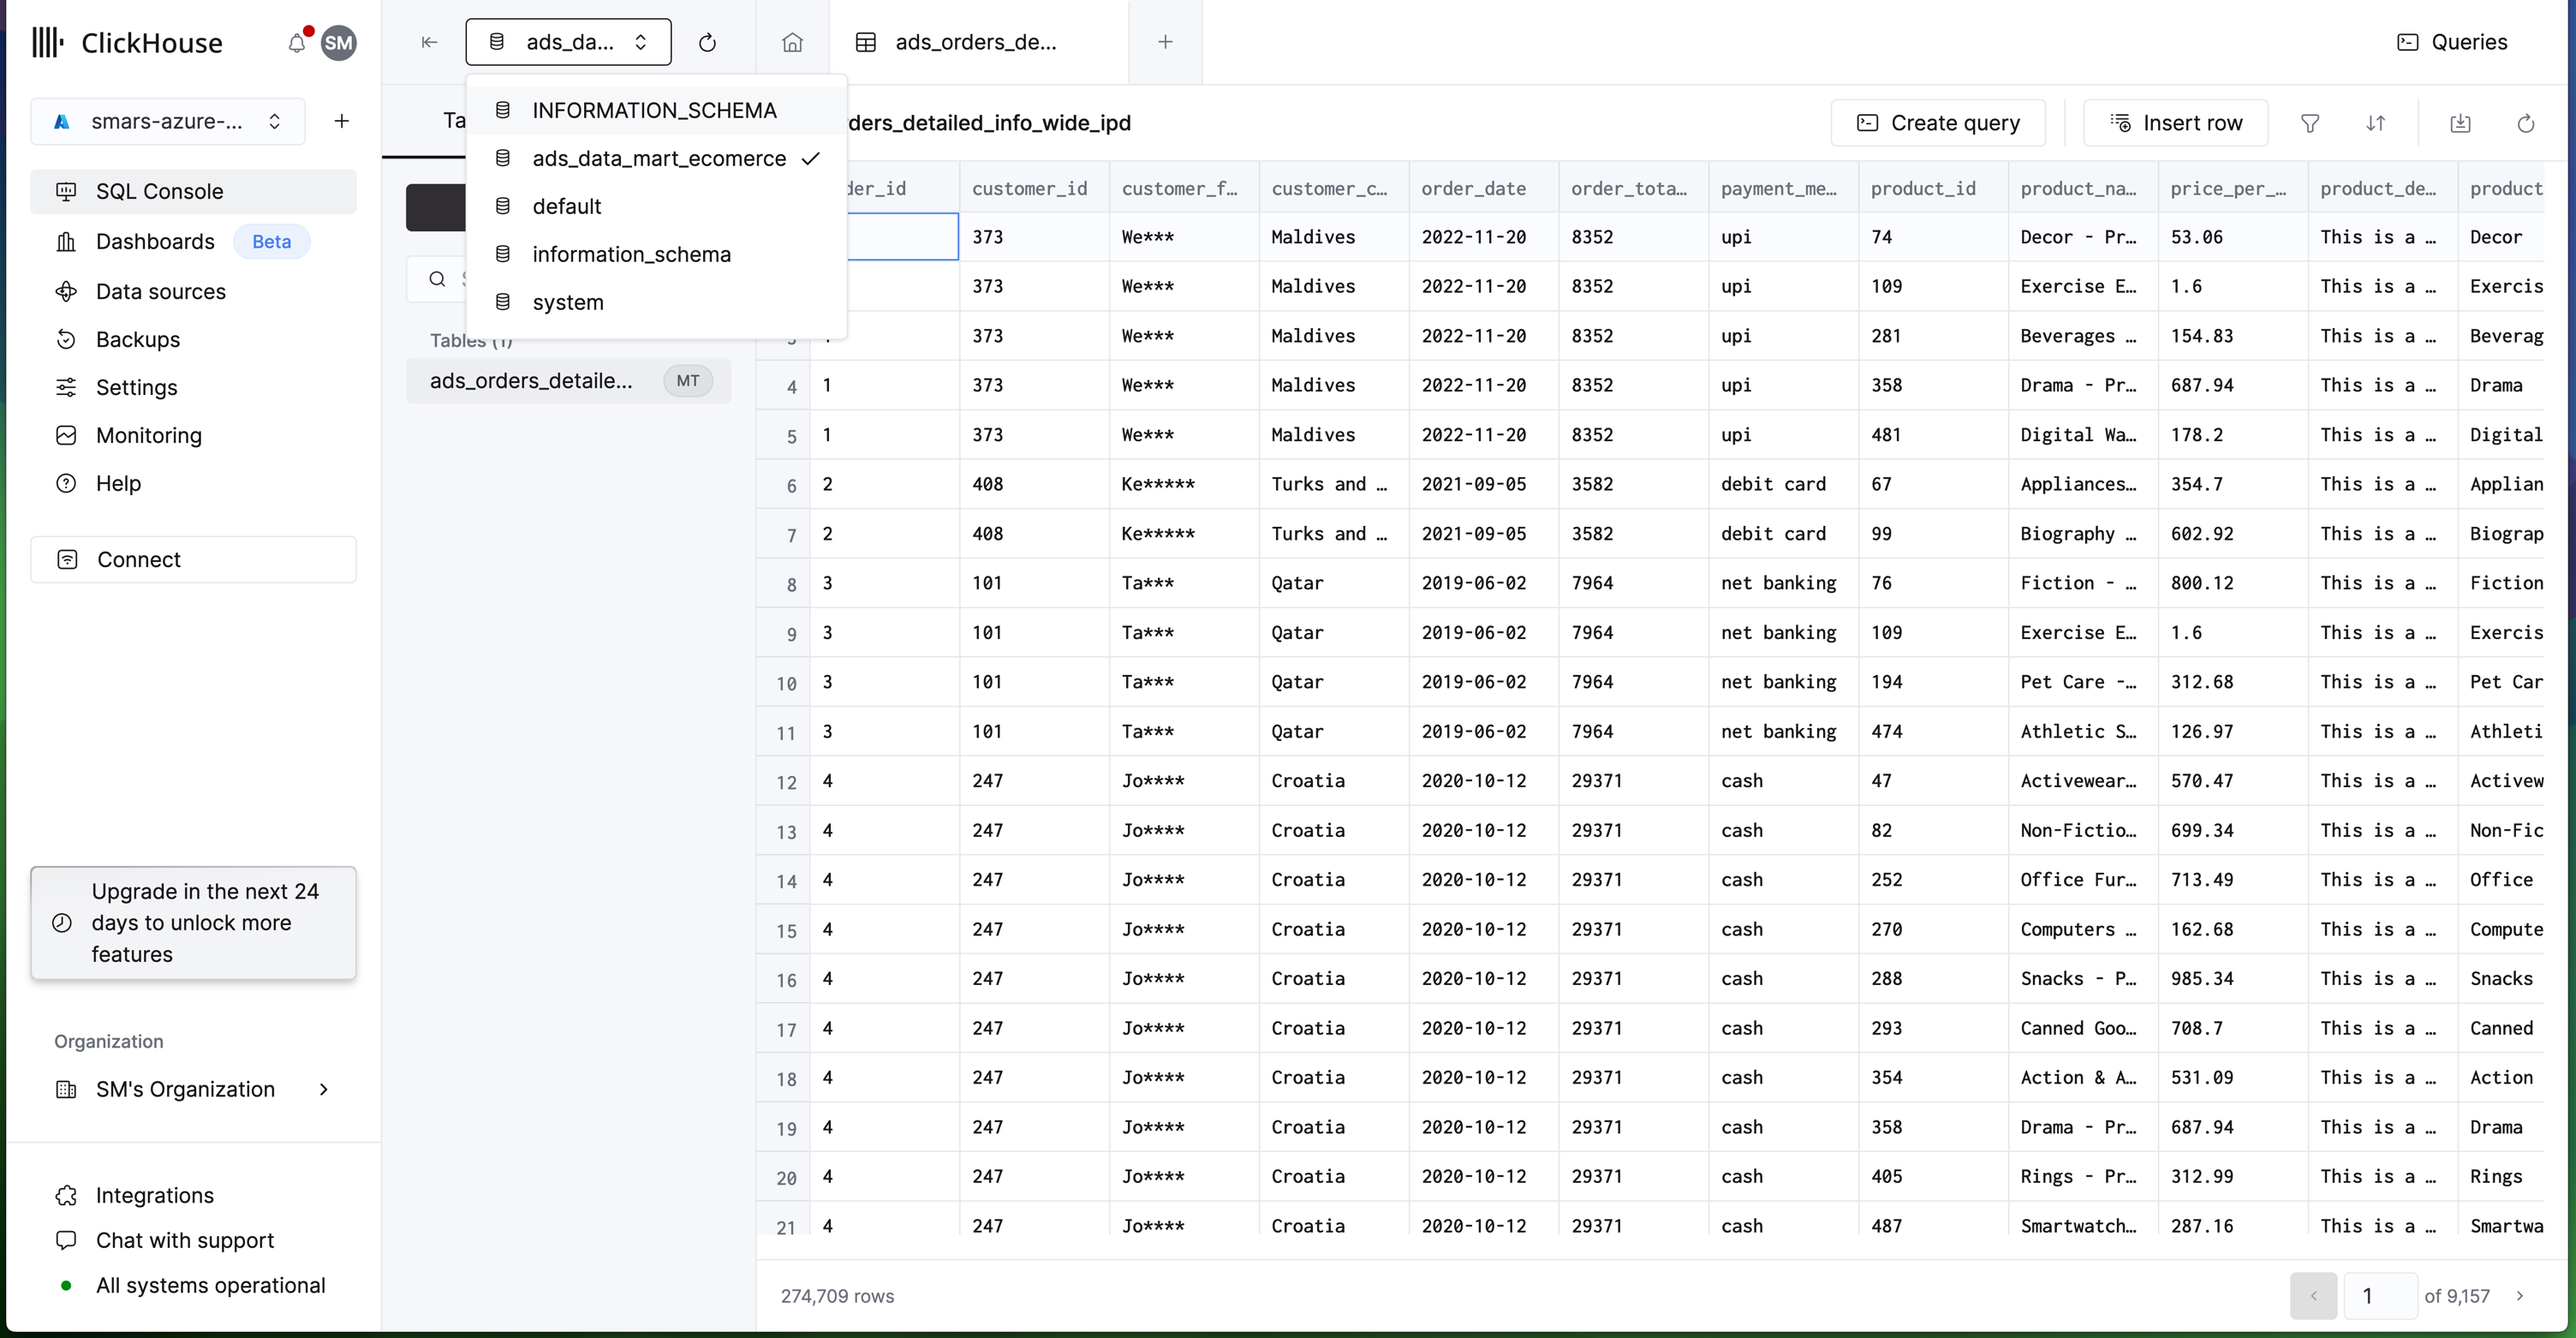 ClickHouse
SM
smars-azure-...
SQL Console
Dashboards Beta
Data sources
Backups
Settings
Monitoring
Help
Connect
Upgrade in the next 24
days to unlock more
features
Organization
SM's Organization
Integrations
Chat with support
All systems operational
ads_da...
INFORMATION_SCHEMA
ads_data_mart_ecomerce
default
information_schema
system
Ta
Tables (1)
ads_orders_detaile... MT
ads_orders_de...
Queries
rders_detailed_info_wide_ipd
Create query
Insert row
der_id customer_id customer_f… customer_c… order_date order_tota… payment_me… product_id product_na… price_per_… product_de… product
373 We*** Maldives 2022-11-20 8352 upi 74 Decor - Pr… 53.06 This is a … Decor
373 We*** Maldives 2022-11-20 8352 upi 109 Exercise E… 1.6 This is a … Exercis
373 We*** Maldives 2022-11-20 8352 upi 281 Beverages … 154.83 This is a … Beverag
4 1 373 We*** Maldives 2022-11-20 8352 upi 358 Drama - Pr… 687.94 This is a … Drama
5 1 373 We*** Maldives 2022-11-20 8352 upi 481 Digital Wa… 178.2 This is a … Digital
6 2 408 Ke***** Turks and … 2021-09-05 3582 debit card 67 Appliances… 354.7 This is a … Applian
7 2 408 Ke***** Turks and … 2021-09-05 3582 debit card 99 Biography … 602.92 This is a … Biograp
8 3 101 Ta*** Qatar 2019-06-02 7964 net banking 76 Fiction - … 800.12 This is a … Fiction
9 3 101 Ta*** Qatar 2019-06-02 7964 net banking 109 Exercise E… 1.6 This is a … Exercis
10 3 101 Ta*** Qatar 2019-06-02 7964 net banking 194 Pet Care -… 312.68 This is a … Pet Car
11 3 101 Ta*** Qatar 2019-06-02 7964 net banking 474 Athletic S… 126.97 This is a … Athleti
12 4 247 Jo**** Croatia 2020-10-12 29371 cash 47 Activewear… 570.47 This is a … Activew
13 4 247 Jo**** Croatia 2020-10-12 29371 cash 82 Non-Fictio… 699.34 This is a … Non-Fic
14 4 247 Jo**** Croatia 2020-10-12 29371 cash 252 Office Fur… 713.49 This is a … Office
15 4 247 Jo**** Croatia 2020-10-12 29371 cash 270 Computers … 162.68 This is a … Compute
16 4 247 Jo**** Croatia 2020-10-12 29371 cash 288 Snacks - P… 985.34 This is a … Snacks
17 4 247 Jo**** Croatia 2020-10-12 29371 cash 293 Canned Goo… 708.7 This is a … Canned
18 4 247 Jo**** Croatia 2020-10-12 29371 cash 354 Action & A… 531.09 This is a … Action
19 4 247 Jo**** Croatia 2020-10-12 29371 cash 358 Drama - Pr… 687.94 This is a … Drama
20 4 247 Jo**** Croatia 2020-10-12 29371 cash 405 Rings - Pr… 312.99 This is a … Rings
21 4 247 Jo**** Croatia 2020-10-12 29371 cash 487 Smartwatch… 287.16 This is a … Smartwa
274,709 rows
1 of 9,157